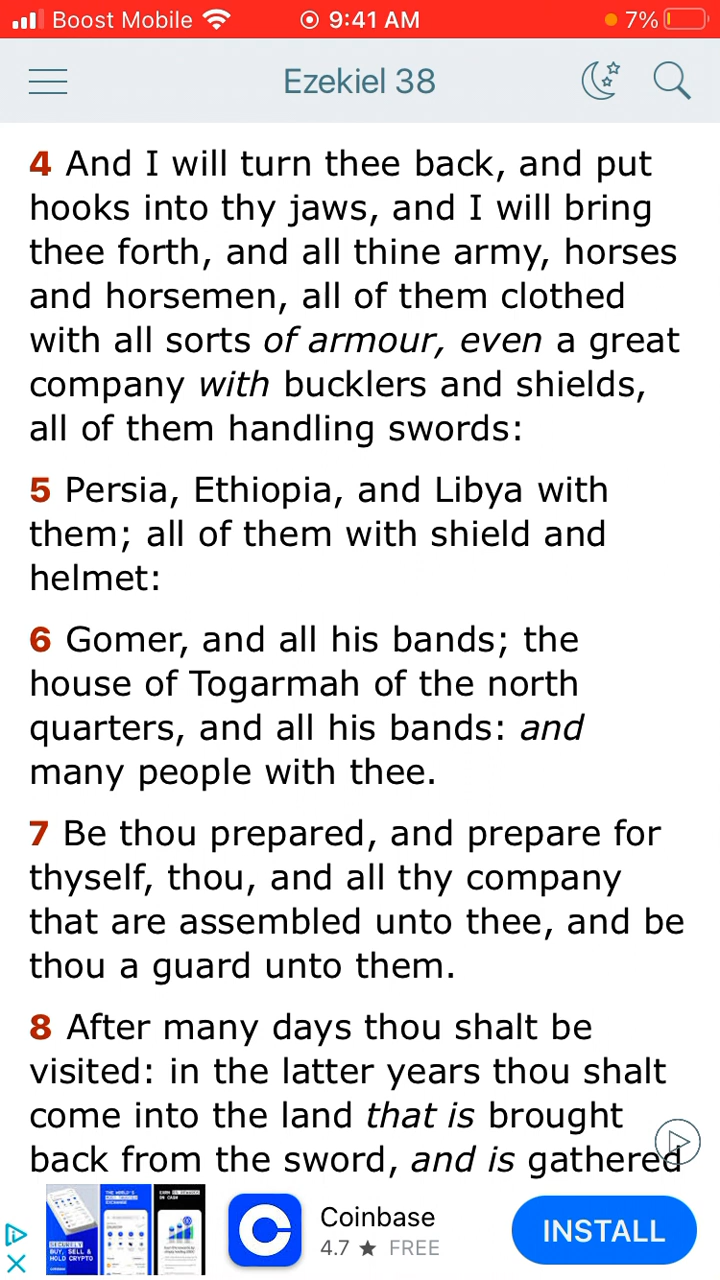 Boost Mobile 9:41 AM 7%
Ezekiel 38
4 And I will turn thee back, and put
hooks into thy jaws, and I will bring
thee forth, and all thine army, horses
and horsemen, all of them clothed
with all sorts of armour, even a great
company with bucklers and shields,
all of them handling swords:
5 Persia, Ethiopia, and Libya with
them; all of them with shield and
helmet:
6 Gomer, and all his bands; the
house of Togarmah of the north
quarters, and all his bands: and
many people with thee.
7 Be thou prepared, and prepare for
thyself, thou, and all thy company
that are assembled unto thee, and be
thou a guard unto them.
8 After many days thou shalt be
visited: in the latter years thou shalt
come into the land that is brought
back from the sword, and is gathered
SECURELY
BUY, SELL &
HOLD CRYPTO
THE WORLD'S
Coinbase
4.7 ★ FREE
INSTALL